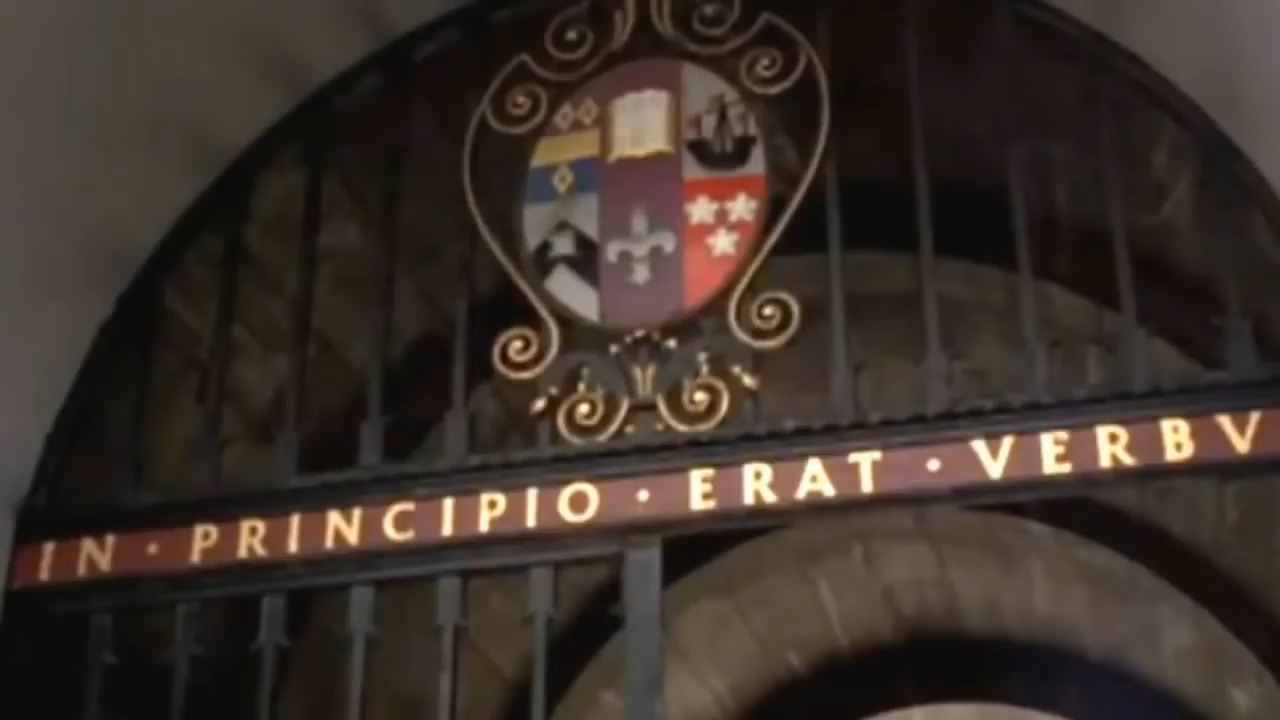 IN · PRINCIPIO · ERAT · VERBV